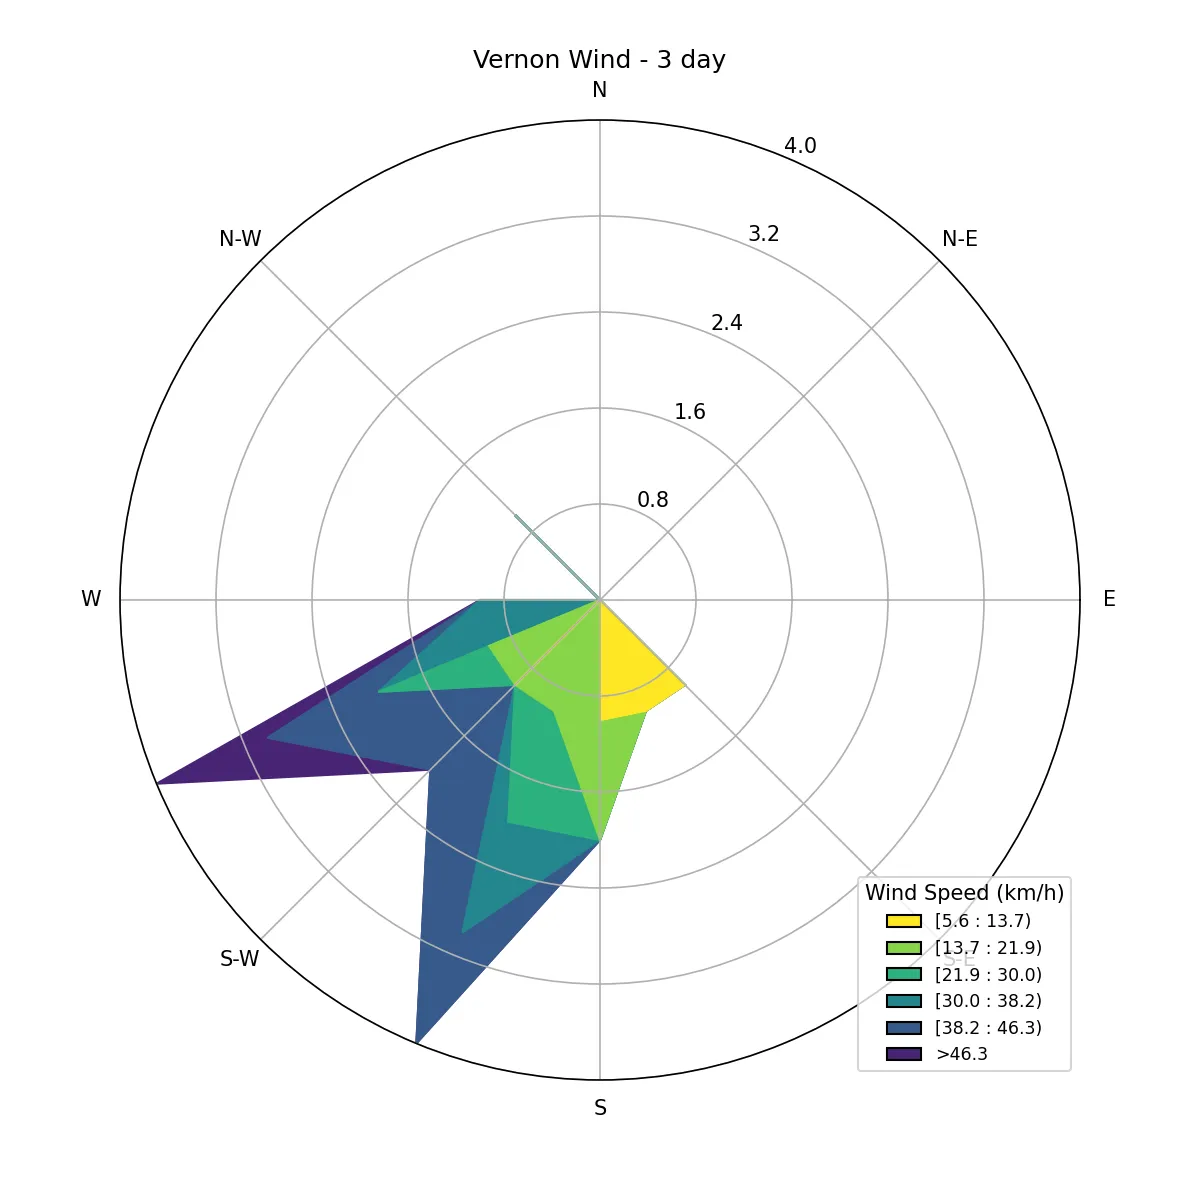 Vernon Wind - 3 day
N
4.0
N-W
3.2
N-E
2.4
1.6
0.8
W
E
Wind Speed (km/h)
[5.6 : 13.7)
[13.7 : 21.9)
S-W
S-E
[21.9 : 30.0)
[30.0 : 38.2)
[38.2 : 46.3)
>46.3
S